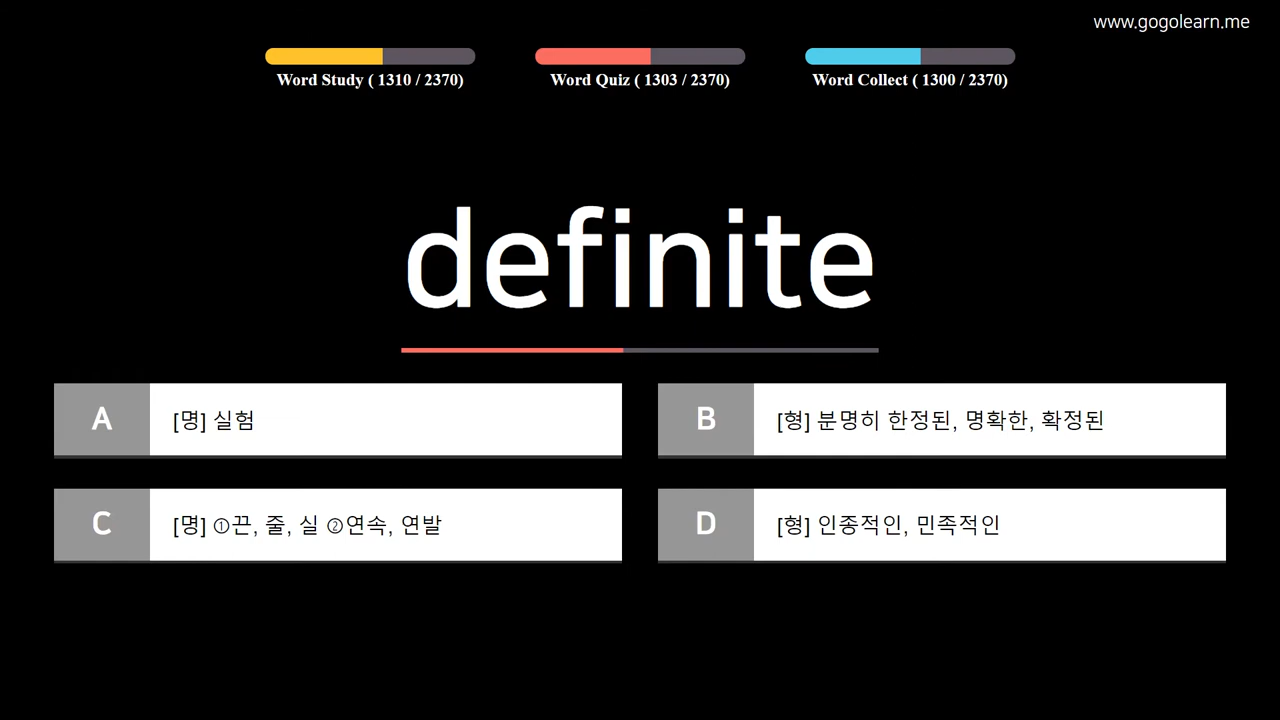 www.gogolearn.me
Word Study ( 1310 / 2370)
Word Quiz ( 1303 / 2370)
Word Collect ( 1300 / 2370)
definite
A [명] 실험
B [형] 분명히 한정된, 명확한, 확정된
C [명] ①끈, 줄, 실 ②연속, 연발
D [형] 인종적인, 민족적인